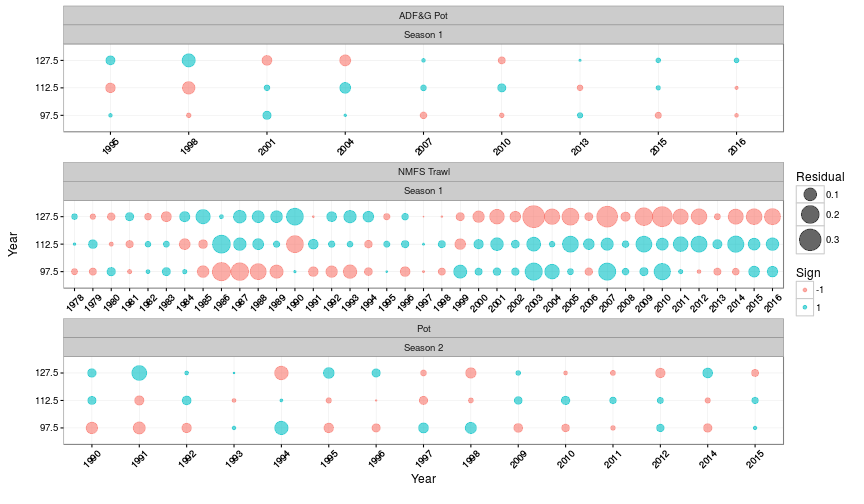 ADF&G Pot
Season 1
127.5
112.5
97.5
1995 1998 2001 2004 2007 2010 2013 2015 2016
NMFS Trawl
Season 1
127.5
112.5
97.5
1978 1979 1980 1981 1982 1983 1984 1985 1986 1987 1988 1989 1990 1991 1992 1993 1994 1995 1996 1997 1998 1999 2000 2001 2002 2003 2004 2005 2006 2007 2008 2009 2010 2011 2012 2013 2014 2015 2016
Pot
Season 2
127.5
112.5
97.5
1990 1991 1992 1993 1994 1995 1996 1997 1998 2009 2010 2011 2012 2014 2015
Year
Year
Residual
0.1
0.2
0.3
Sign
-1
1